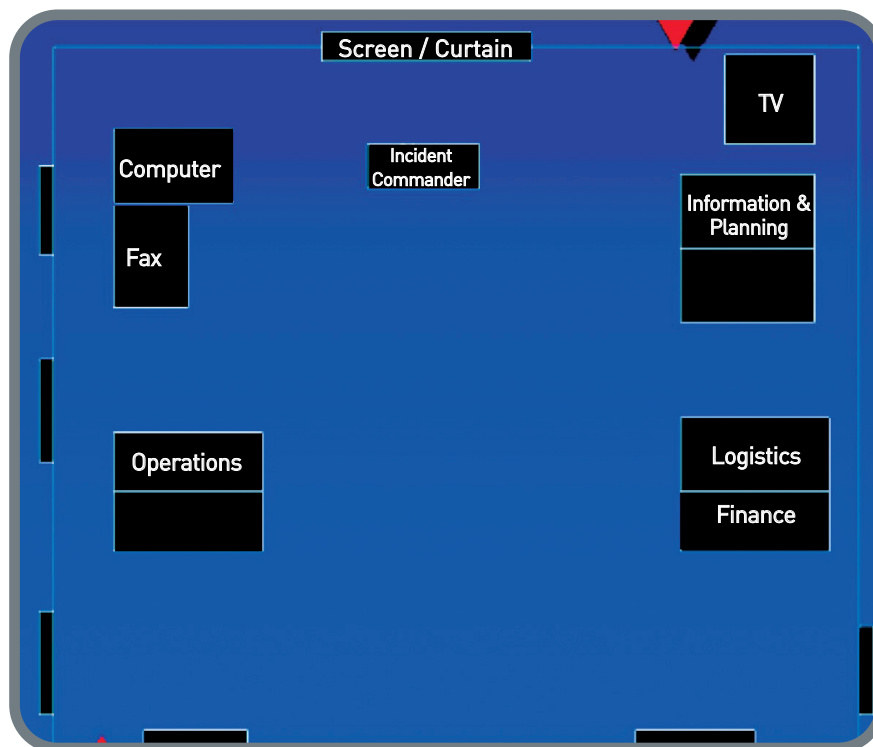 Screen / Curtain
TV
Computer
Incident
Commander
Information &
Planning
Fax
Operations
Logistics
Finance